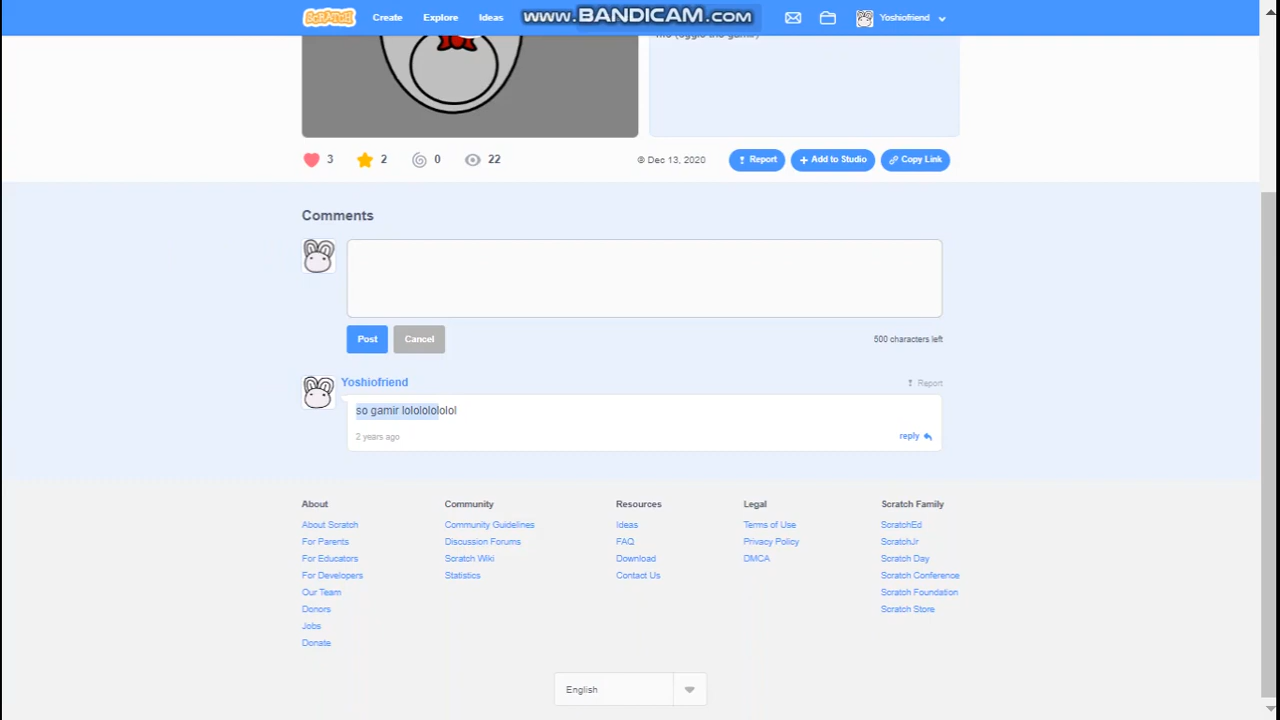 SCRATCH Create Explore Ideas www.BANDICAM.com Yoshiofriend
3 2 0 22 © Dec 13, 2020 Report Add to Studio Copy Link
Comments
Post Cancel 500 characters left
Yoshiofriend Report
so gamir lolololololol
2 years ago reply
About Community Resources Legal Scratch Family
About Scratch Community Guidelines Ideas Terms of Use ScratchEd
For Parents Discussion Forums FAQ Privacy Policy ScratchJr
For Educators Scratch Wiki Download DMCA Scratch Day
For Developers Statistics Contact Us Scratch Conference
Our Team Scratch Foundation
Donors Scratch Store
Jobs
Donate
English